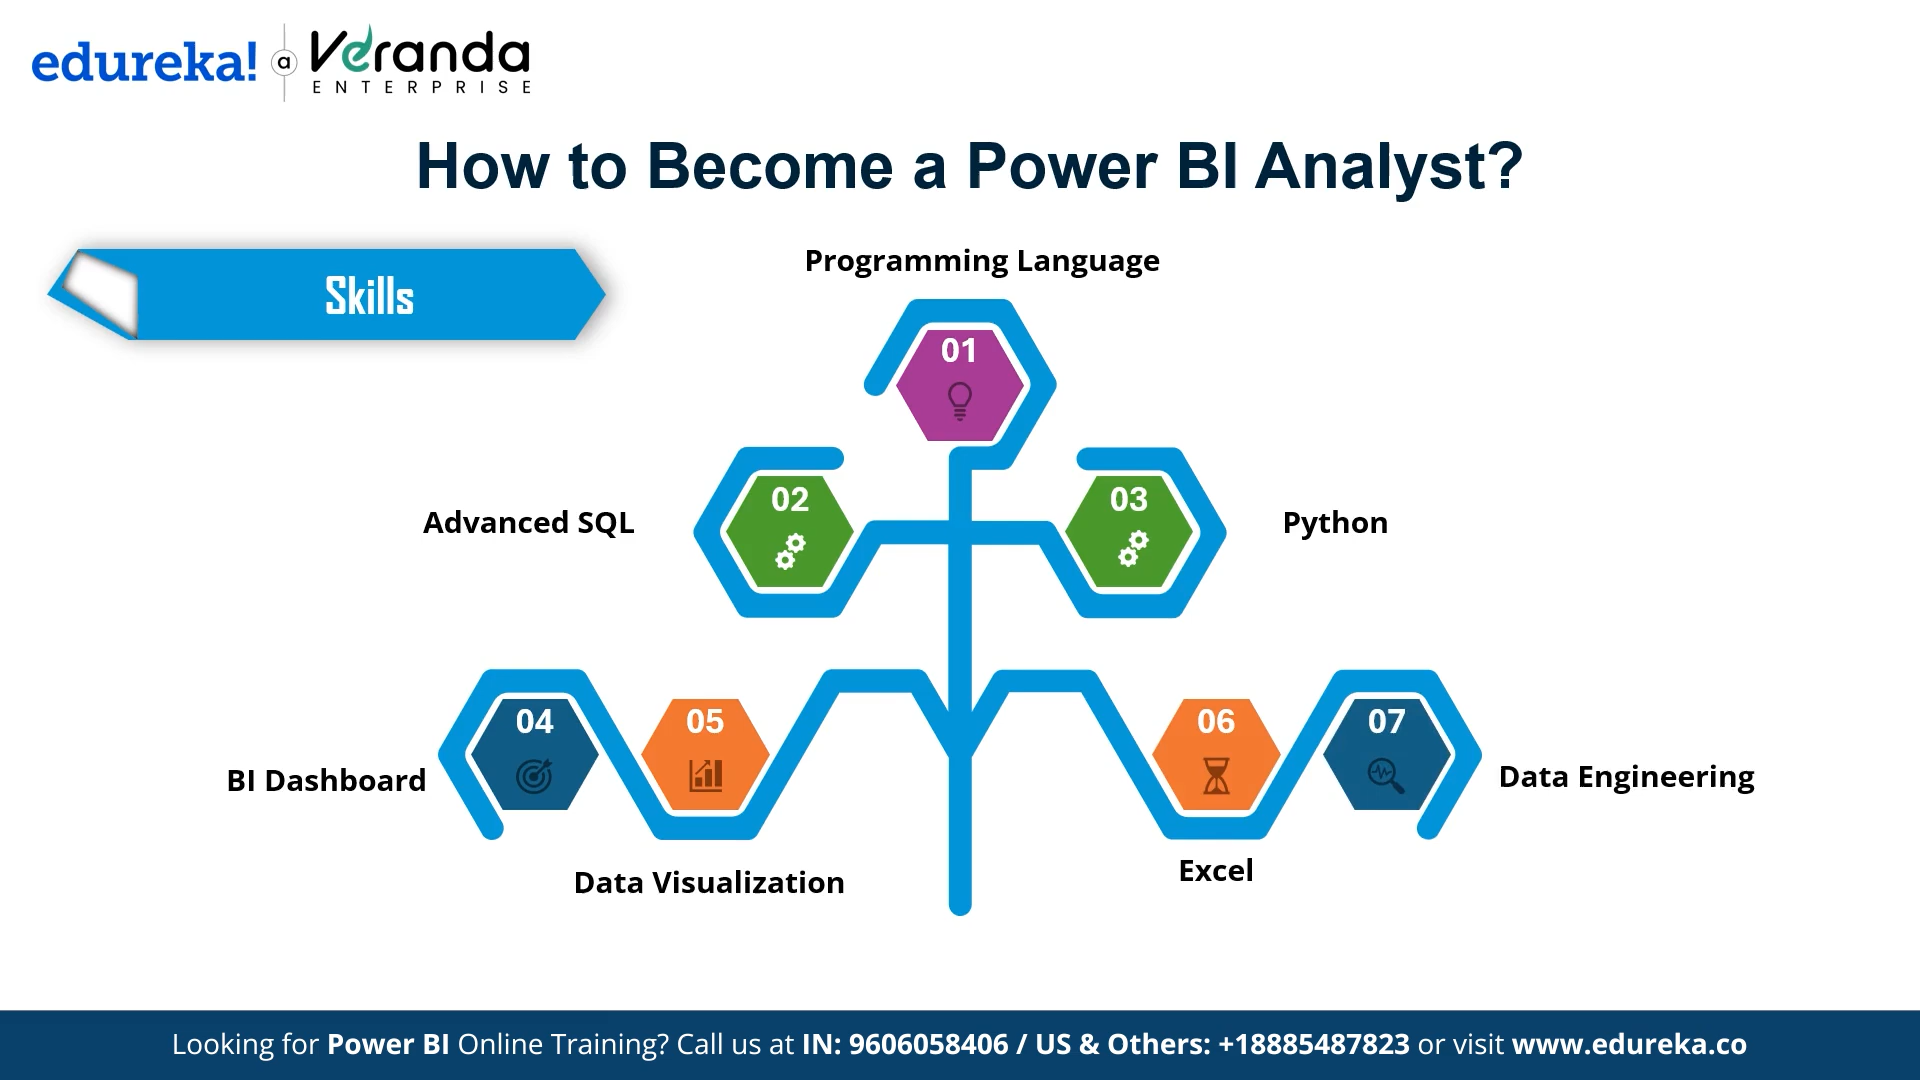 edureka! a Veranda
ENTERPRISE
How to Become a Power BI Analyst?
Skills
Programming Language
01
02
03
Advanced SQL
Python
04
05
06
07
BI Dashboard
Data Engineering
Data Visualization
Excel
Looking for Power BI Online Training? Call us at IN: 9606058406 / US & Others: +18885487823 or visit www.edureka.co